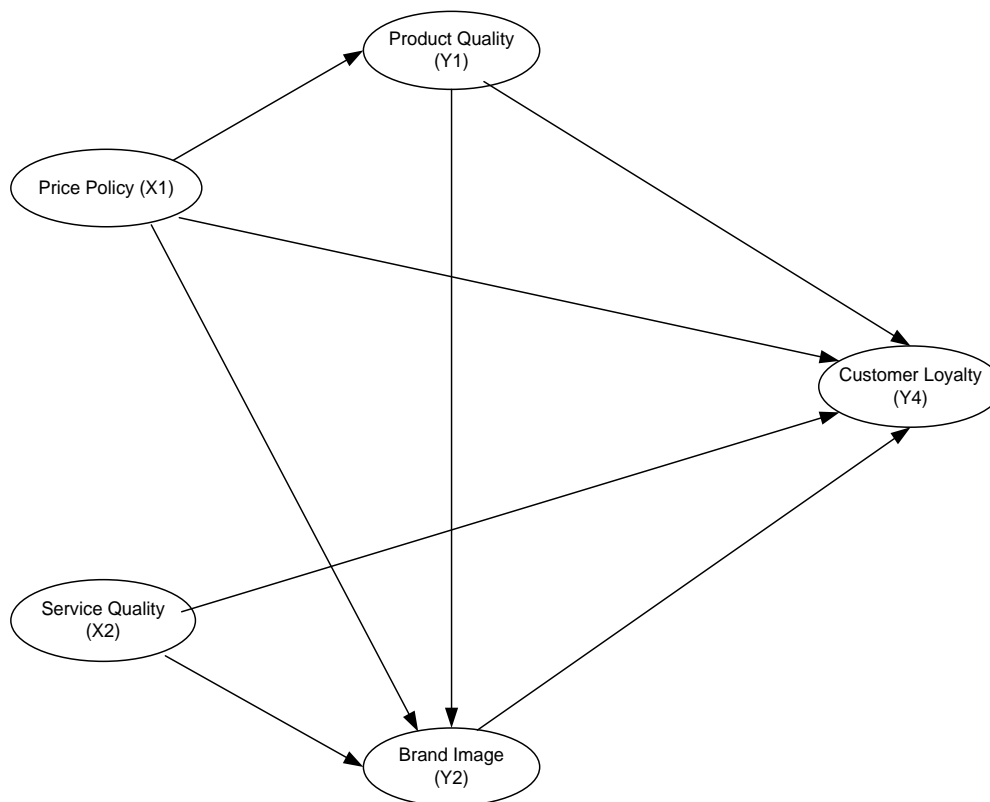 Product Quality
(Y1)
Price Policy (X1)
Customer Loyalty
(Y4)
Service Quality
(X2)
Brand Image
(Y2)